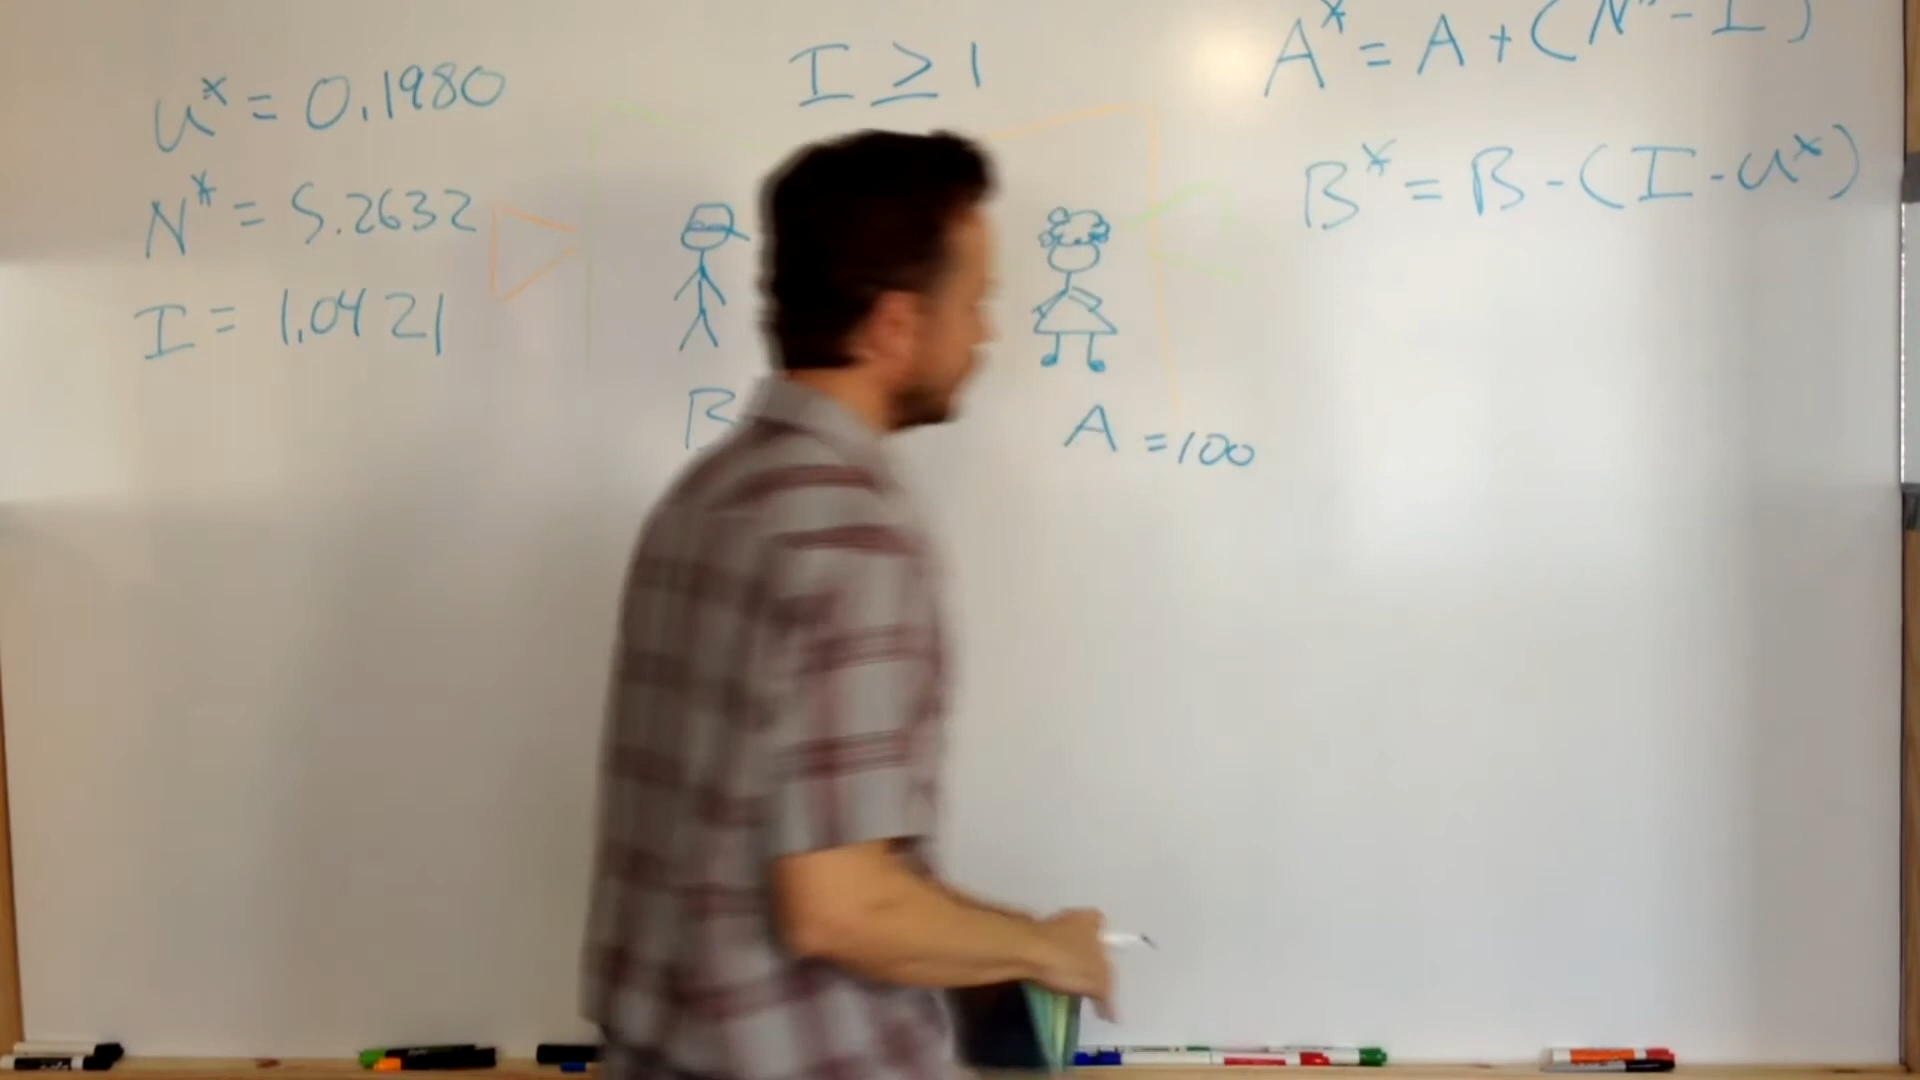 u* = 0.1980
N* = 5.2632
I = 1.0421
I ≥ 1
B
A = 100
A* = A + (N* - I)
B* = B - (I - u*)